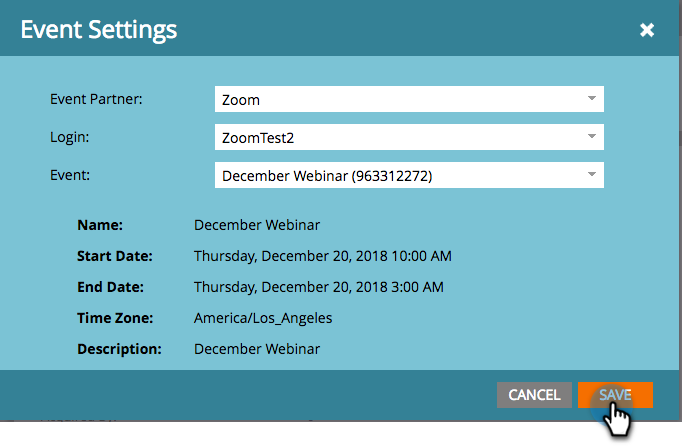 Event Settings
Event Partner: Zoom
Login: ZoomTest2
Event: December Webinar (963312272)
Name: December Webinar
Start Date: Thursday, December 20, 2018 10:00 AM
End Date: Thursday, December 20, 2018 3:00 AM
Time Zone: America/Los_Angeles
Description: December Webinar
CANCEL SAVE